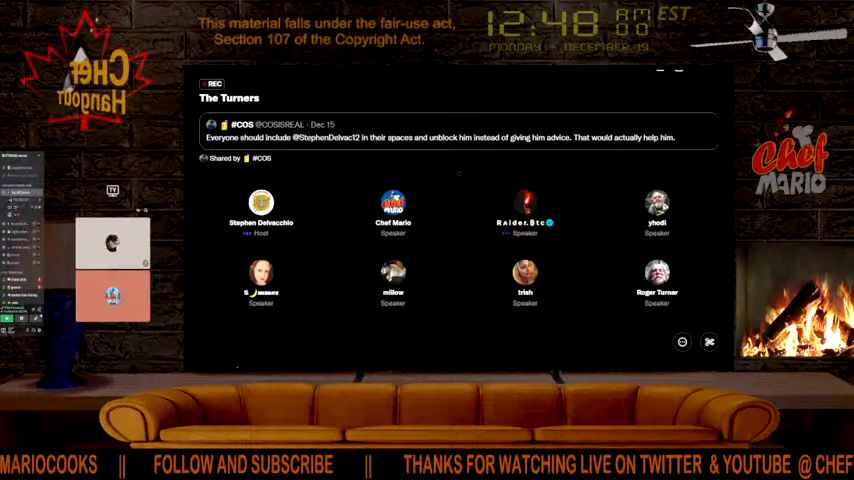 This material falls under the fair-use act,
Section 107 of the Copyright Act.
12:48 AM EST
00
MONDAY - DECEMBER 19
Chef
Hangout
REC
The Turners
#COS @COSISREAL · Dec 15
Everyone should include @StephenDelvac12 in their spaces and unblock him instead of giving him advice. That would actually help him.
Shared by #COS
TV
Stephen Delvacchio
Host
Chef Mario
Speaker
Rʌider.₿tc
Speaker
yhodi
Speaker
Speaker
millow
Speaker
trish
Speaker
Roger Turner
Speaker
Chef
MARIO
MARIOCOOKS || FOLLOW AND SUBSCRIBE || THANKS FOR WATCHING LIVE ON TWITTER & YOUTUBE @ CHEF